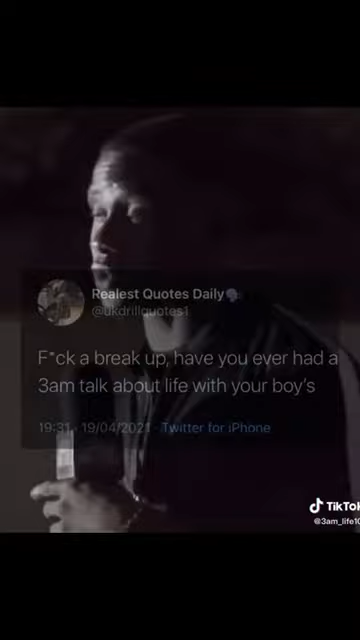 Realest Quotes Daily
@ukdrillquotes1
F*ck a break up, have you ever had a
3am talk about life with your boy's
19:31 · 19/04/2021 · Twitter for iPhone
TikTok